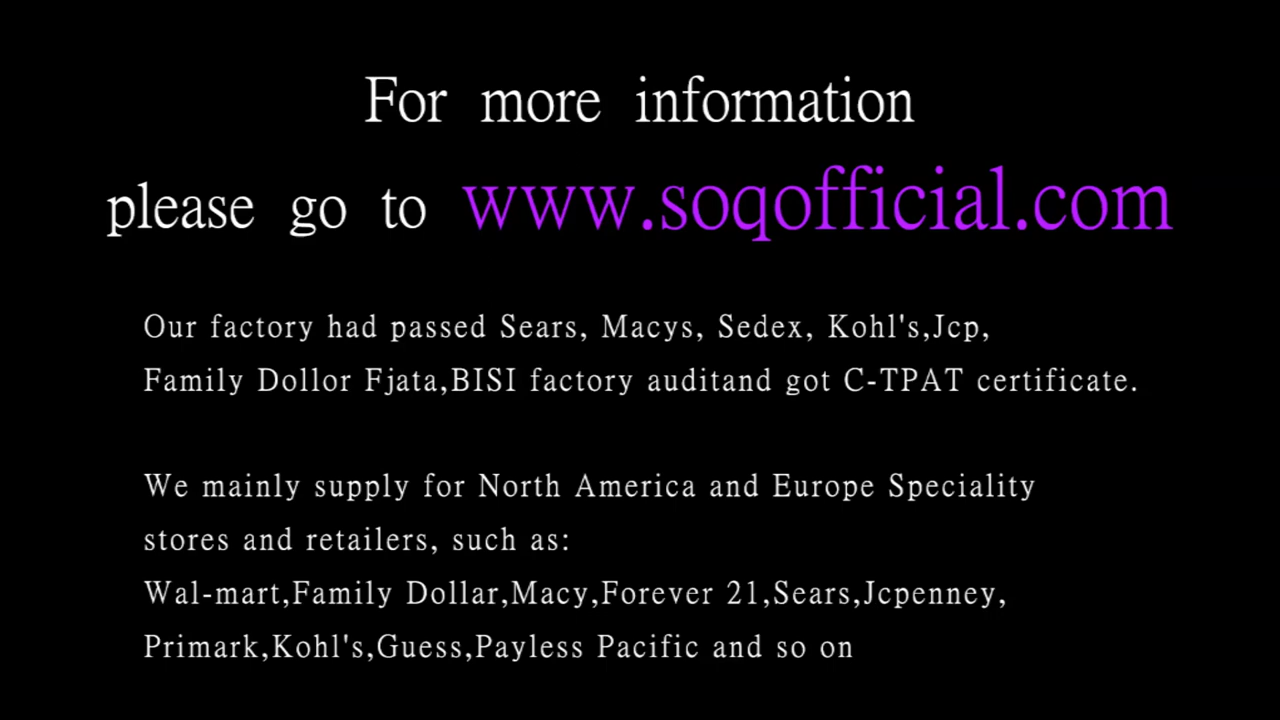 For more information
please go to www.soqofficial.com
Our factory had passed Sears, Macys, Sedex, Kohl's,Jcp,
Family Dollor Fjata,BISI factory auditand got C-TPAT certificate.
We mainly supply for North America and Europe Speciality
stores and retailers, such as:
Wal-mart,Family Dollar,Macy,Forever 21,Sears,Jcpenney,
Primark,Kohl's,Guess,Payless Pacific and so on